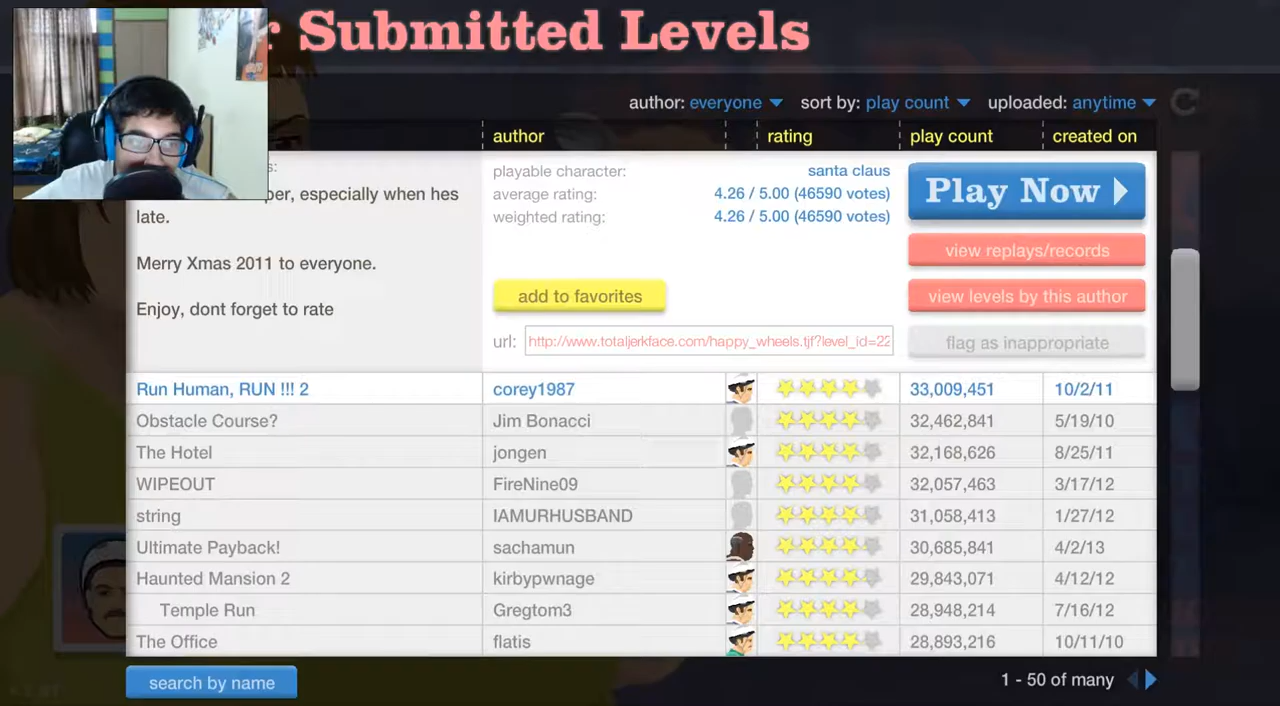 Submitted Levels
author: everyone sort by: play count uploaded: anytime
author rating play count created on
especially when hes
late.
Merry Xmas 2011 to everyone.
Enjoy, dont forget to rate
playable character: santa claus
average rating: 4.26 / 5.00 (46590 votes)
weighted rating: 4.26 / 5.00 (46590 votes)
add to favorites
url: http://www.totaljerkface.com/happy_wheels.tjf?level_id=22
Play Now
view replays/records
view levels by this author
flag as inappropriate
Run Human, RUN !!! 2 corey1987 33,009,451 10/2/11
Obstacle Course? Jim Bonacci 32,462,841 5/19/10
The Hotel jongen 32,168,626 8/25/11
WIPEOUT FireNine09 32,057,463 3/17/12
string IAMURHUSBAND 31,058,413 1/27/12
Ultimate Payback! sachamun 30,685,841 4/2/13
Haunted Mansion 2 kirbypwnage 29,843,071 4/12/12
Temple Run Gregtom3 28,948,214 7/16/12
The Office flatis 28,893,216 10/11/10
search by name 1 - 50 of many